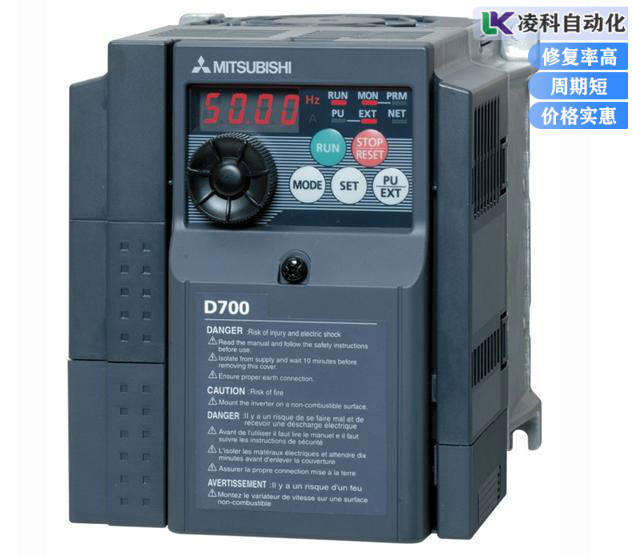 LK 凌科自动化
修复率高
周期短
价格实惠
MITSUBISHI
50.00 Hz A
RUN MON PRM
PU EXT NET
RUN
STOP
RESET
MODE
SET
PU
EXT
D700
DANGER :Risk of injury and electric shock
Read the manual and follow the safety instructions
before use.
Isolate from supply and wait 10 minutes before
removing this cover.
Ensure proper earth connection.
CAUTION :Risk of fire
Mount the inverter on a non-combustible surface.
DANGER :Il y a un risque de se faire mal et de
recevoir une décharge électrique
Avant de l'utiliser il faut lire le manuel e il faut
suivre les instructions de sécurité
L'isoler les matéraux électriques et attendre dix
minutes avant d'enlever la couverture
Assurer la propre connection mise à la terre
AVERTISSEMENT :Il y a un risque d'un feu
Montez le variateur de vitesse sur une surface
non-combustible